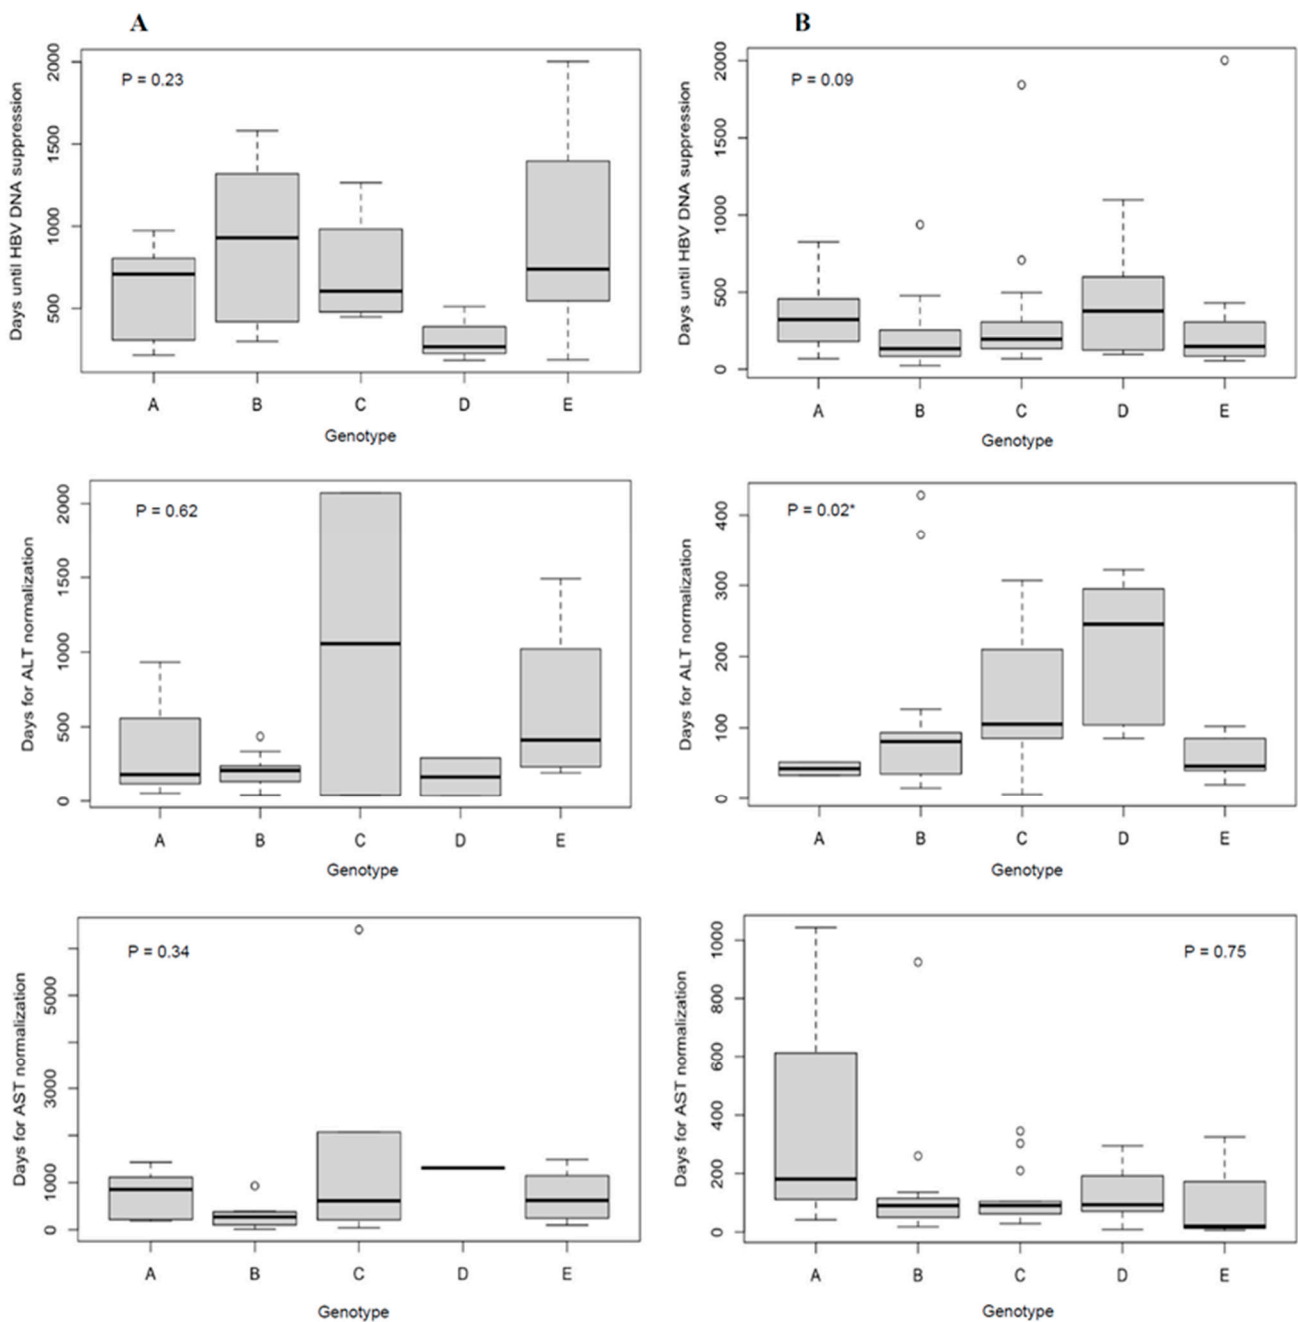 A
B
P = 0.23
Days until HBV DNA suppression
2000
1500
1000
500
A B C D E
Genotype
P = 0.09
Days until HBV DNA suppression
2000
1500
1000
500
0
A B C D E
Genotype
P = 0.62
Days for ALT normalization
2000
1500
1000
500
0
A B C D E
Genotype
P = 0.02*
Days for ALT normalization
400
300
200
100
0
A B C D E
Genotype
P = 0.34
Days for AST normalization
5000
3000
1000
0
A B C D E
Genotype
P = 0.75
Days for AST normalization
1000
800
600
400
200
0
A B C D E
Genotype